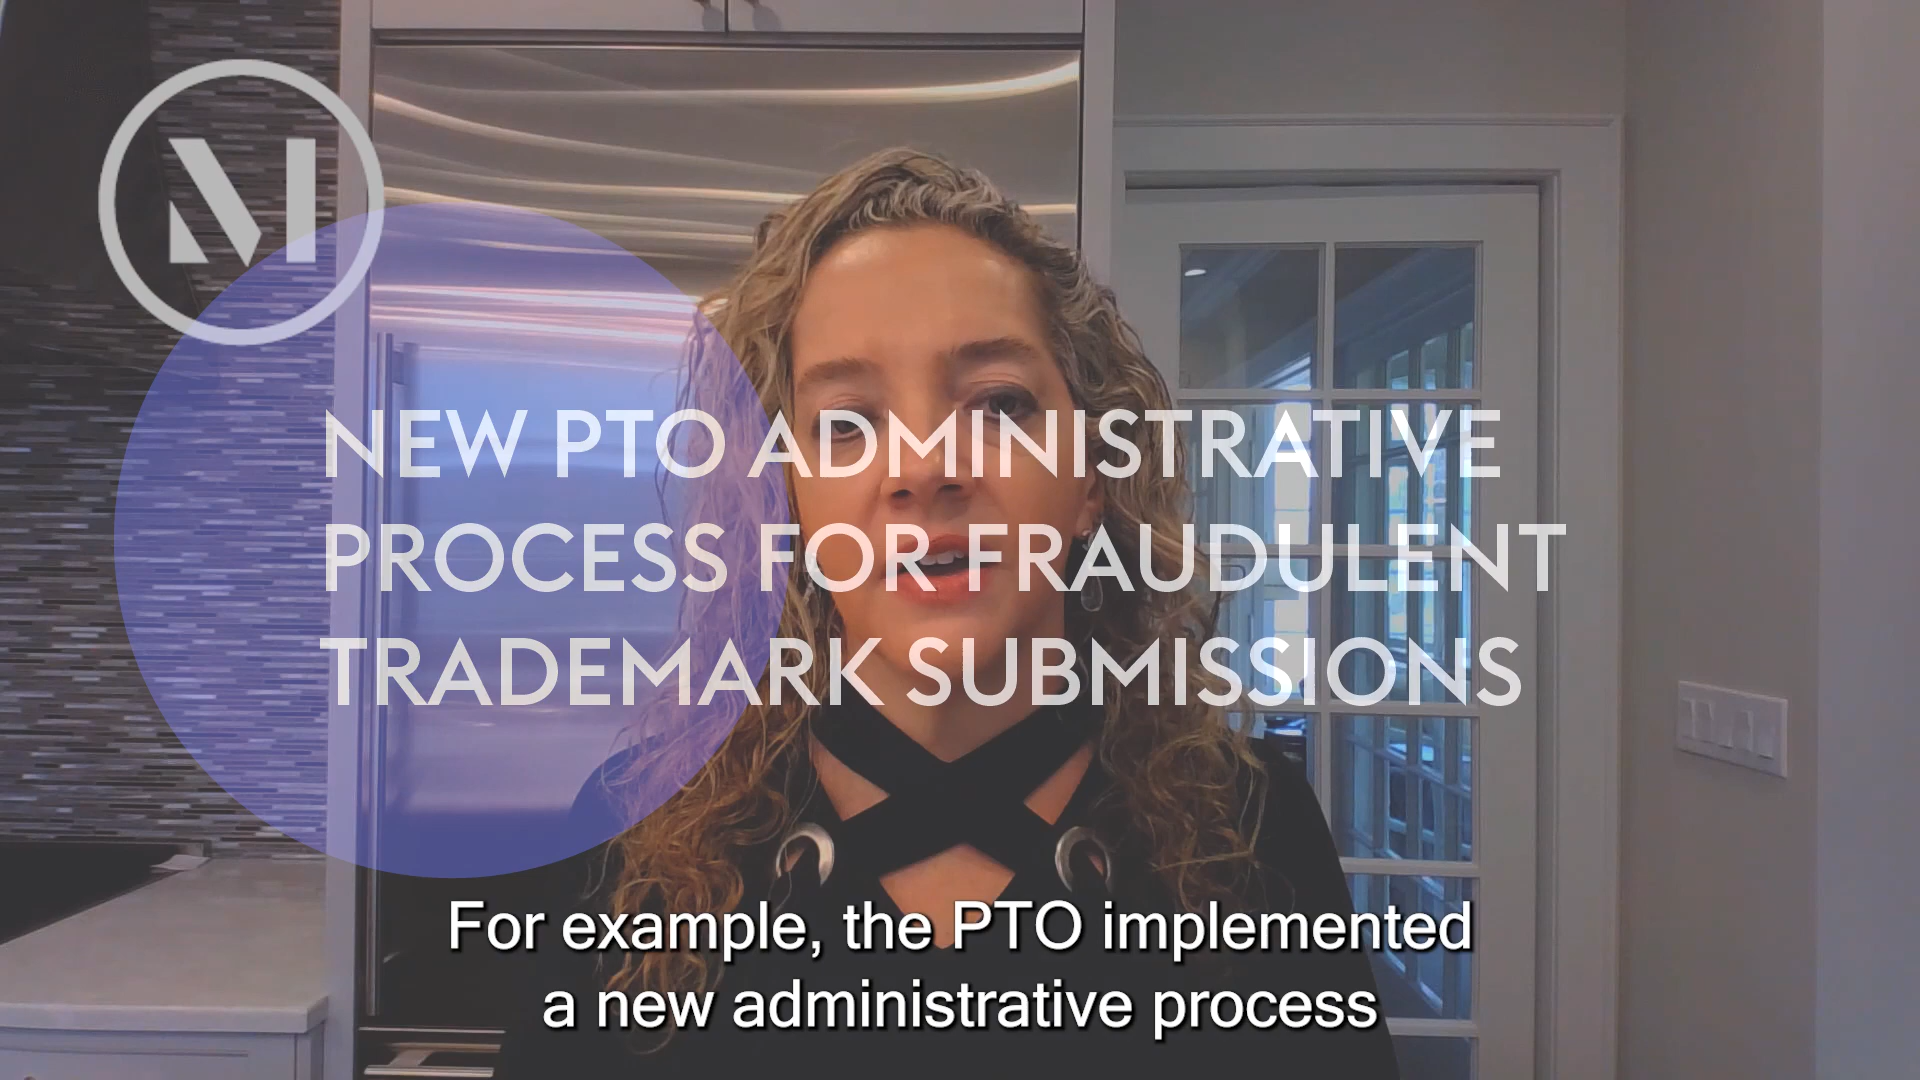 M
NEW PTO ADMINISTRATIVE
PROCESS FOR FRAUDULENT
TRADEMARK SUBMISSIONS
For example, the PTO implemented
a new administrative process